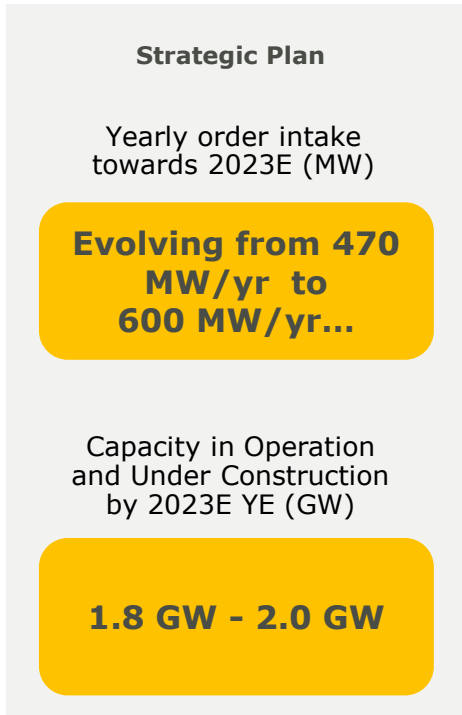 Strategic Plan
Yearly order intake
towards 2023E (MW)
Evolving from 470
MW/yr  to
600 MW/yr…
Capacity in Operation
and Under Construction
by 2023E YE (GW)
1.8 GW - 2.0 GW